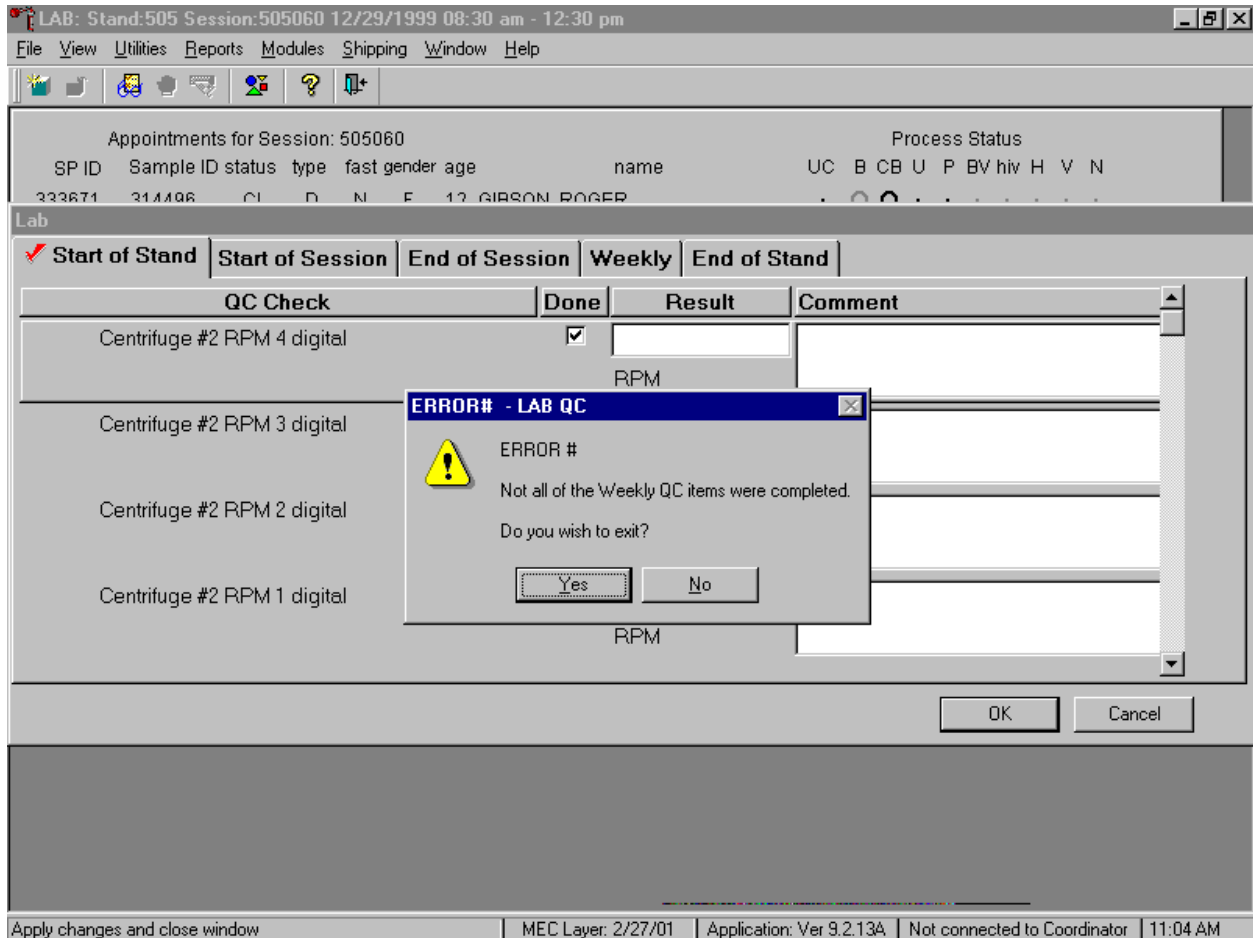 LAB: Stand:505 Session:505060 12/29/1999 08:30 am - 12:30 pm
File View Utilities Reports Modules Shipping Window Help
Appointments for Session: 505060 Process Status
SP ID Sample ID status type fast gender age name UC B CB U P BV hiv H V N
333671 314496 CL D N F 12 GIBSON, ROGER
Lab
Start of Stand Start of Session End of Session Weekly End of Stand
QC Check Done Result Comment
Centrifuge #2 RPM 4 digital
RPM
Centrifuge #2 RPM 3 digital
Centrifuge #2 RPM 2 digital
Centrifuge #2 RPM 1 digital
RPM
ERROR# - LAB QC
ERROR #
Not all of the Weekly QC items were completed.
Do you wish to exit?
Yes No
OK Cancel
Apply changes and close window MEC Layer: 2/27/01 Application: Ver 9.2.13A Not connected to Coordinator 11:04 AM